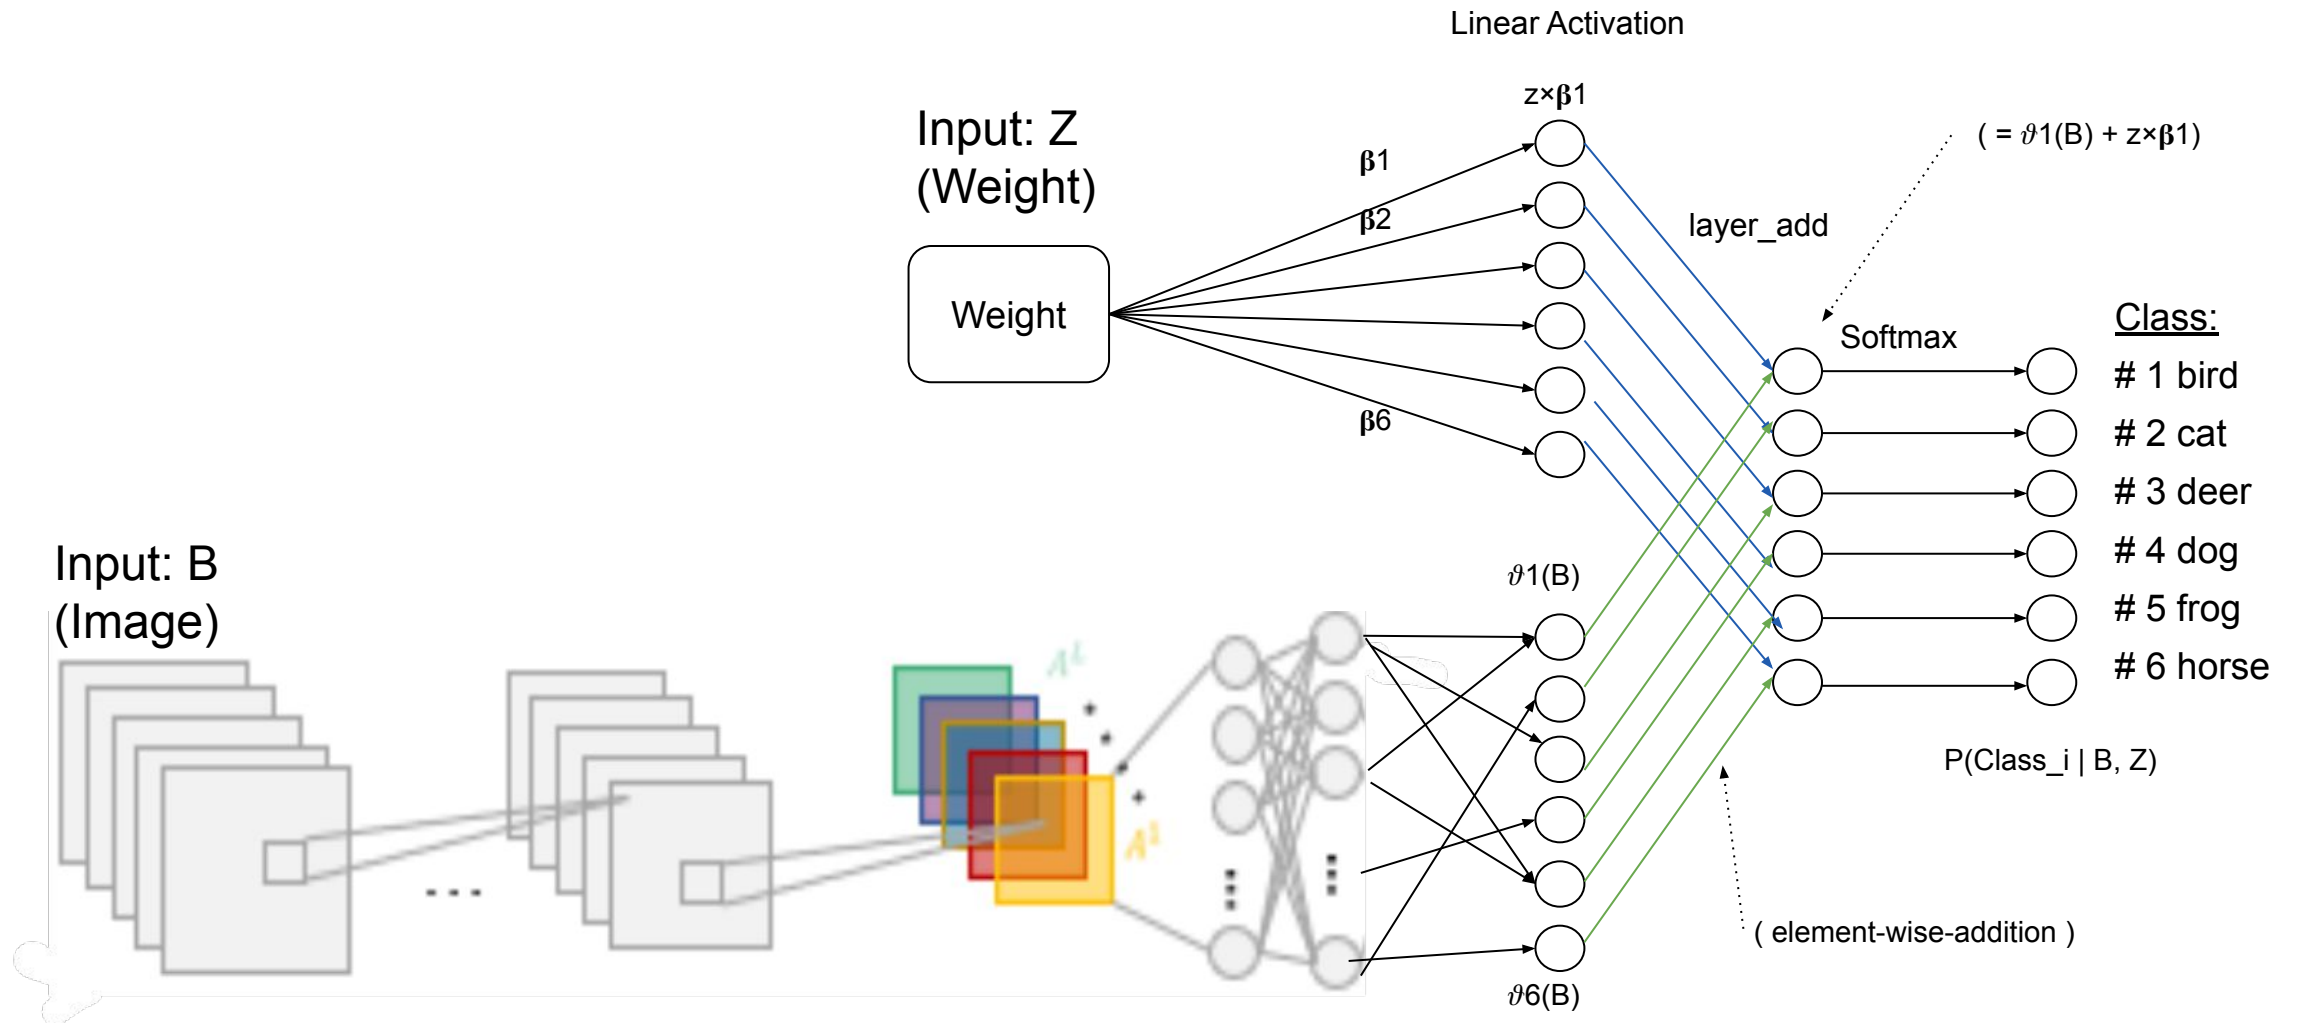 Linear Activation
z×β1
Input: Z
(Weight)
( = ϑ1(B) + z×β1)
β1
β2
layer_add
Weight
Class:
Softmax
# 1 bird
β6
# 2 cat
# 3 deer
# 4 dog
Input: B
(Image)
ϑ1(B)
# 5 frog
# 6 horse
A^L
P(Class_i | B, Z)
A^1
...
( element-wise-addition )
ϑ6(B)